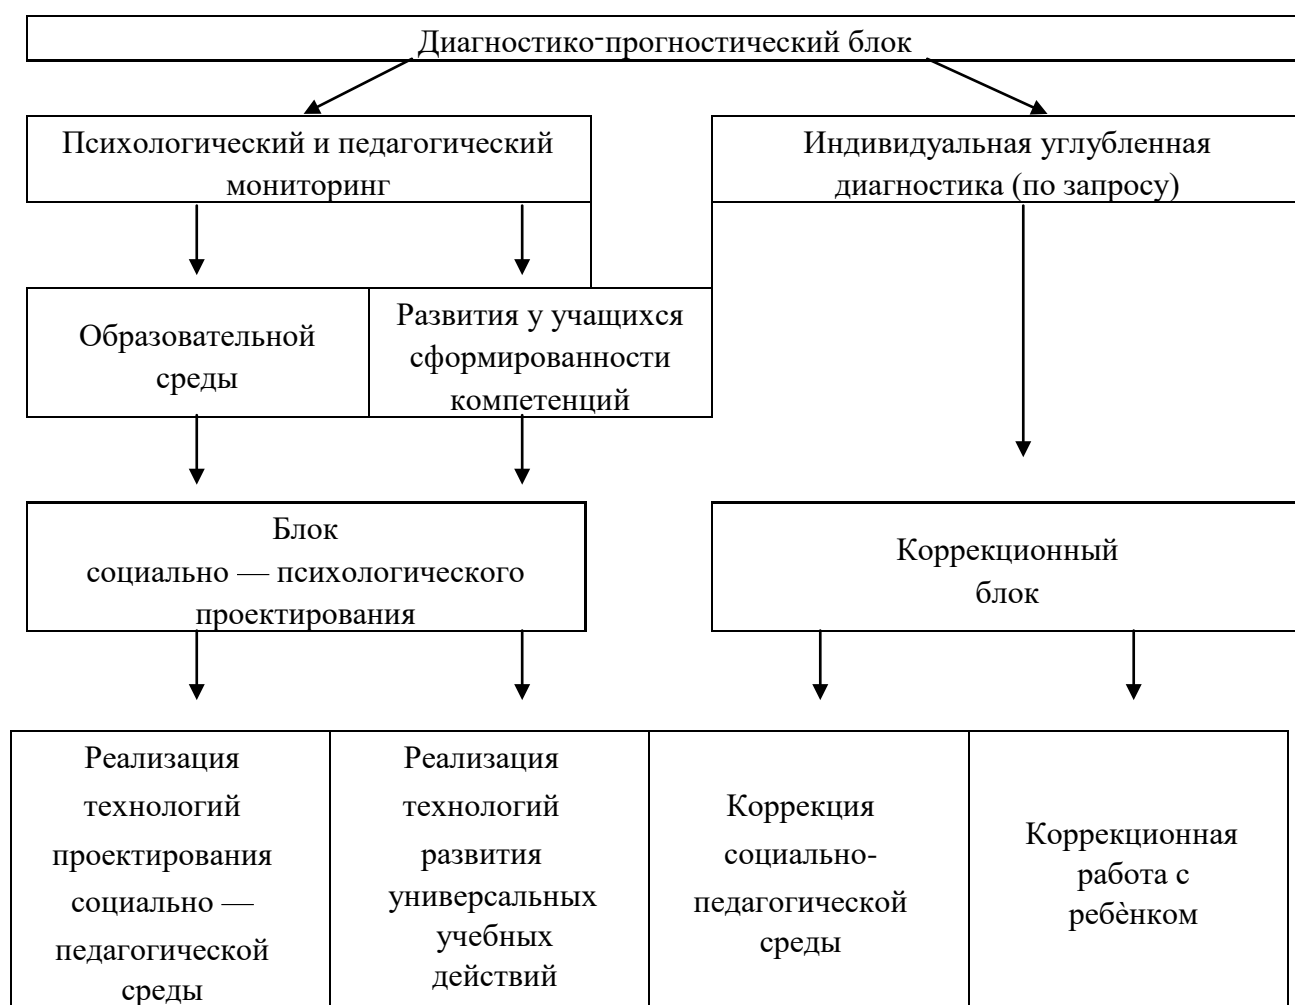 Диагностико-прогностический блок
Психологический и педагогический
мониторинг
Индивидуальная углубленная
диагностика (по запросу)
Образовательной
среды
Развития у учащихся
сформированности
компетенций
Блок
социально — психологического
проектирования
Коррекционный
блок
Реализация
технологий
проектирования
социально —
педагогической
среды
Реализация
технологий
развития
универсальных
учебных
действий
Коррекция
социально-
педагогической
среды
Коррекционная
работа с
ребѐнком